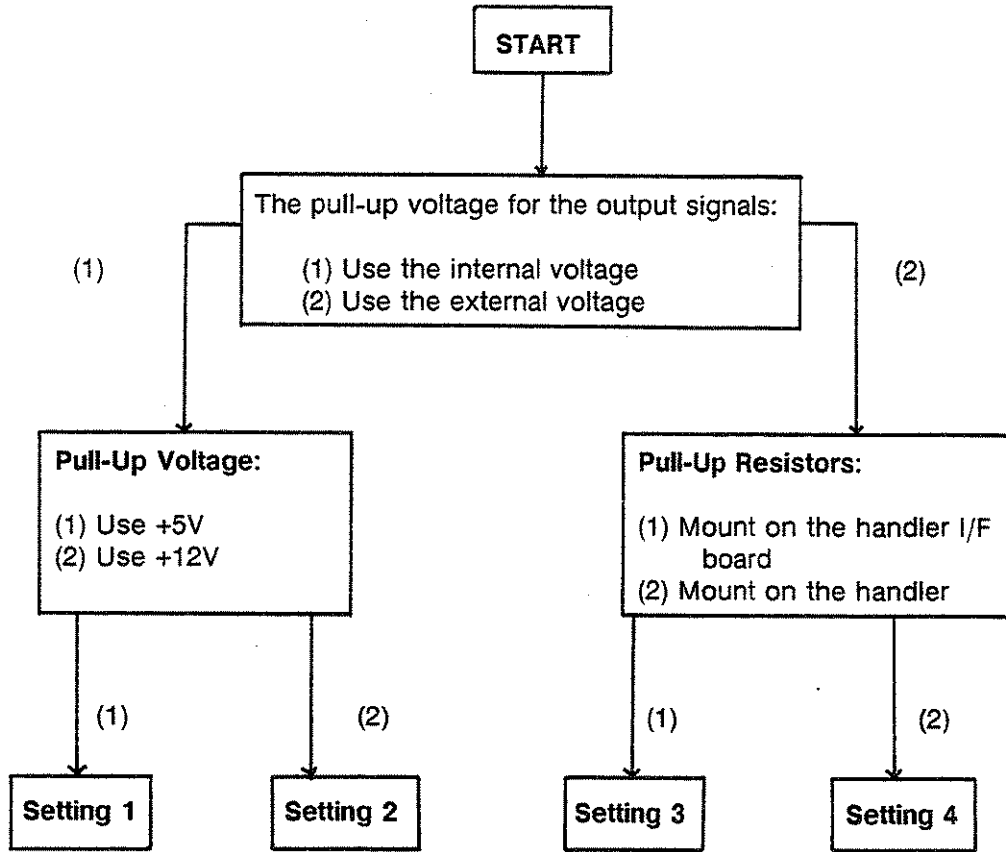 START
The pull-up voltage for the output signals:
(1) Use the internal voltage
(2) Use the external voltage
(1)
(2)
Pull-Up Voltage:
(1) Use +5V
(2) Use +12V
Pull-Up Resistors:
(1) Mount on the handler I/F
board
(2) Mount on the handler
(1)
(2)
(1)
(2)
Setting 1
Setting 2
Setting 3
Setting 4